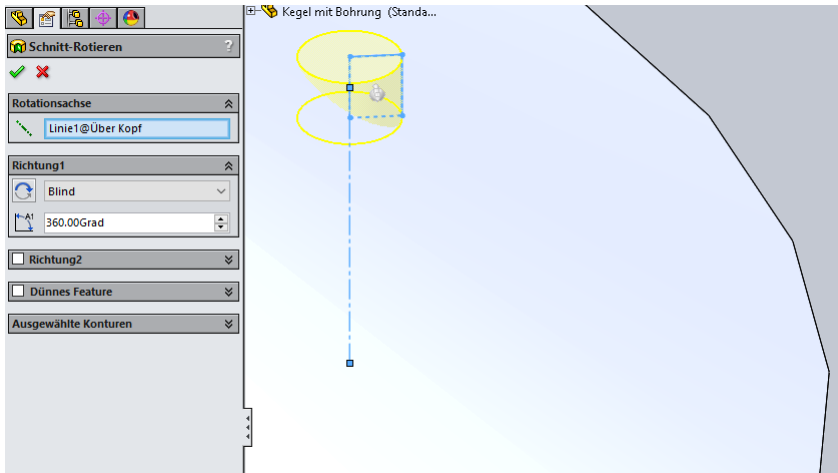 Kegel mit Bohrung (Standa...
Schnitt-Rotieren ?
Rotationsachse
Linie1@Über Kopf
Richtung1
Blind
A1
360.00Grad
Richtung2
Dünnes Feature
Ausgewählte Konturen